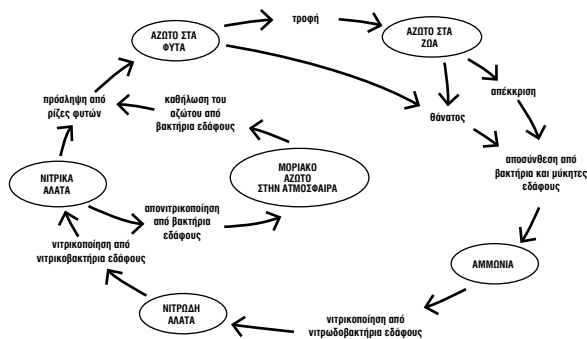 τροφή
ΑΖΩΤΟ ΣΤΑ
ΦΥΤΑ
ΑΖΩΤΟ ΣΤΑ
ΖΩΑ
πρόσληψη από
ρίζες φυτών
καθήλωση του
αζώτου από
βακτήρια εδάφους
απέκκριση
θάνατος
αποσύνθεση από
βακτήρια και μύκητες
εδάφους
ΜΟΡΙΑΚΟ
ΑΖΩΤΟ
ΣΤΗΝ ΑΤΜΟΣΦΑΙΡΑ
ΝΙΤΡΙΚΑ
ΑΛΑΤΑ
απονιτρικοποίηση
από βακτήρια
εδάφους
νιτρικοποίηση από
νιτρικοβακτήρια εδάφους
ΑΜΜΩΝΙΑ
ΝΙΤΡΩΔΗ
ΑΛΑΤΑ
νιτρικοποίηση από
νιτρωδοβακτήρια εδάφους